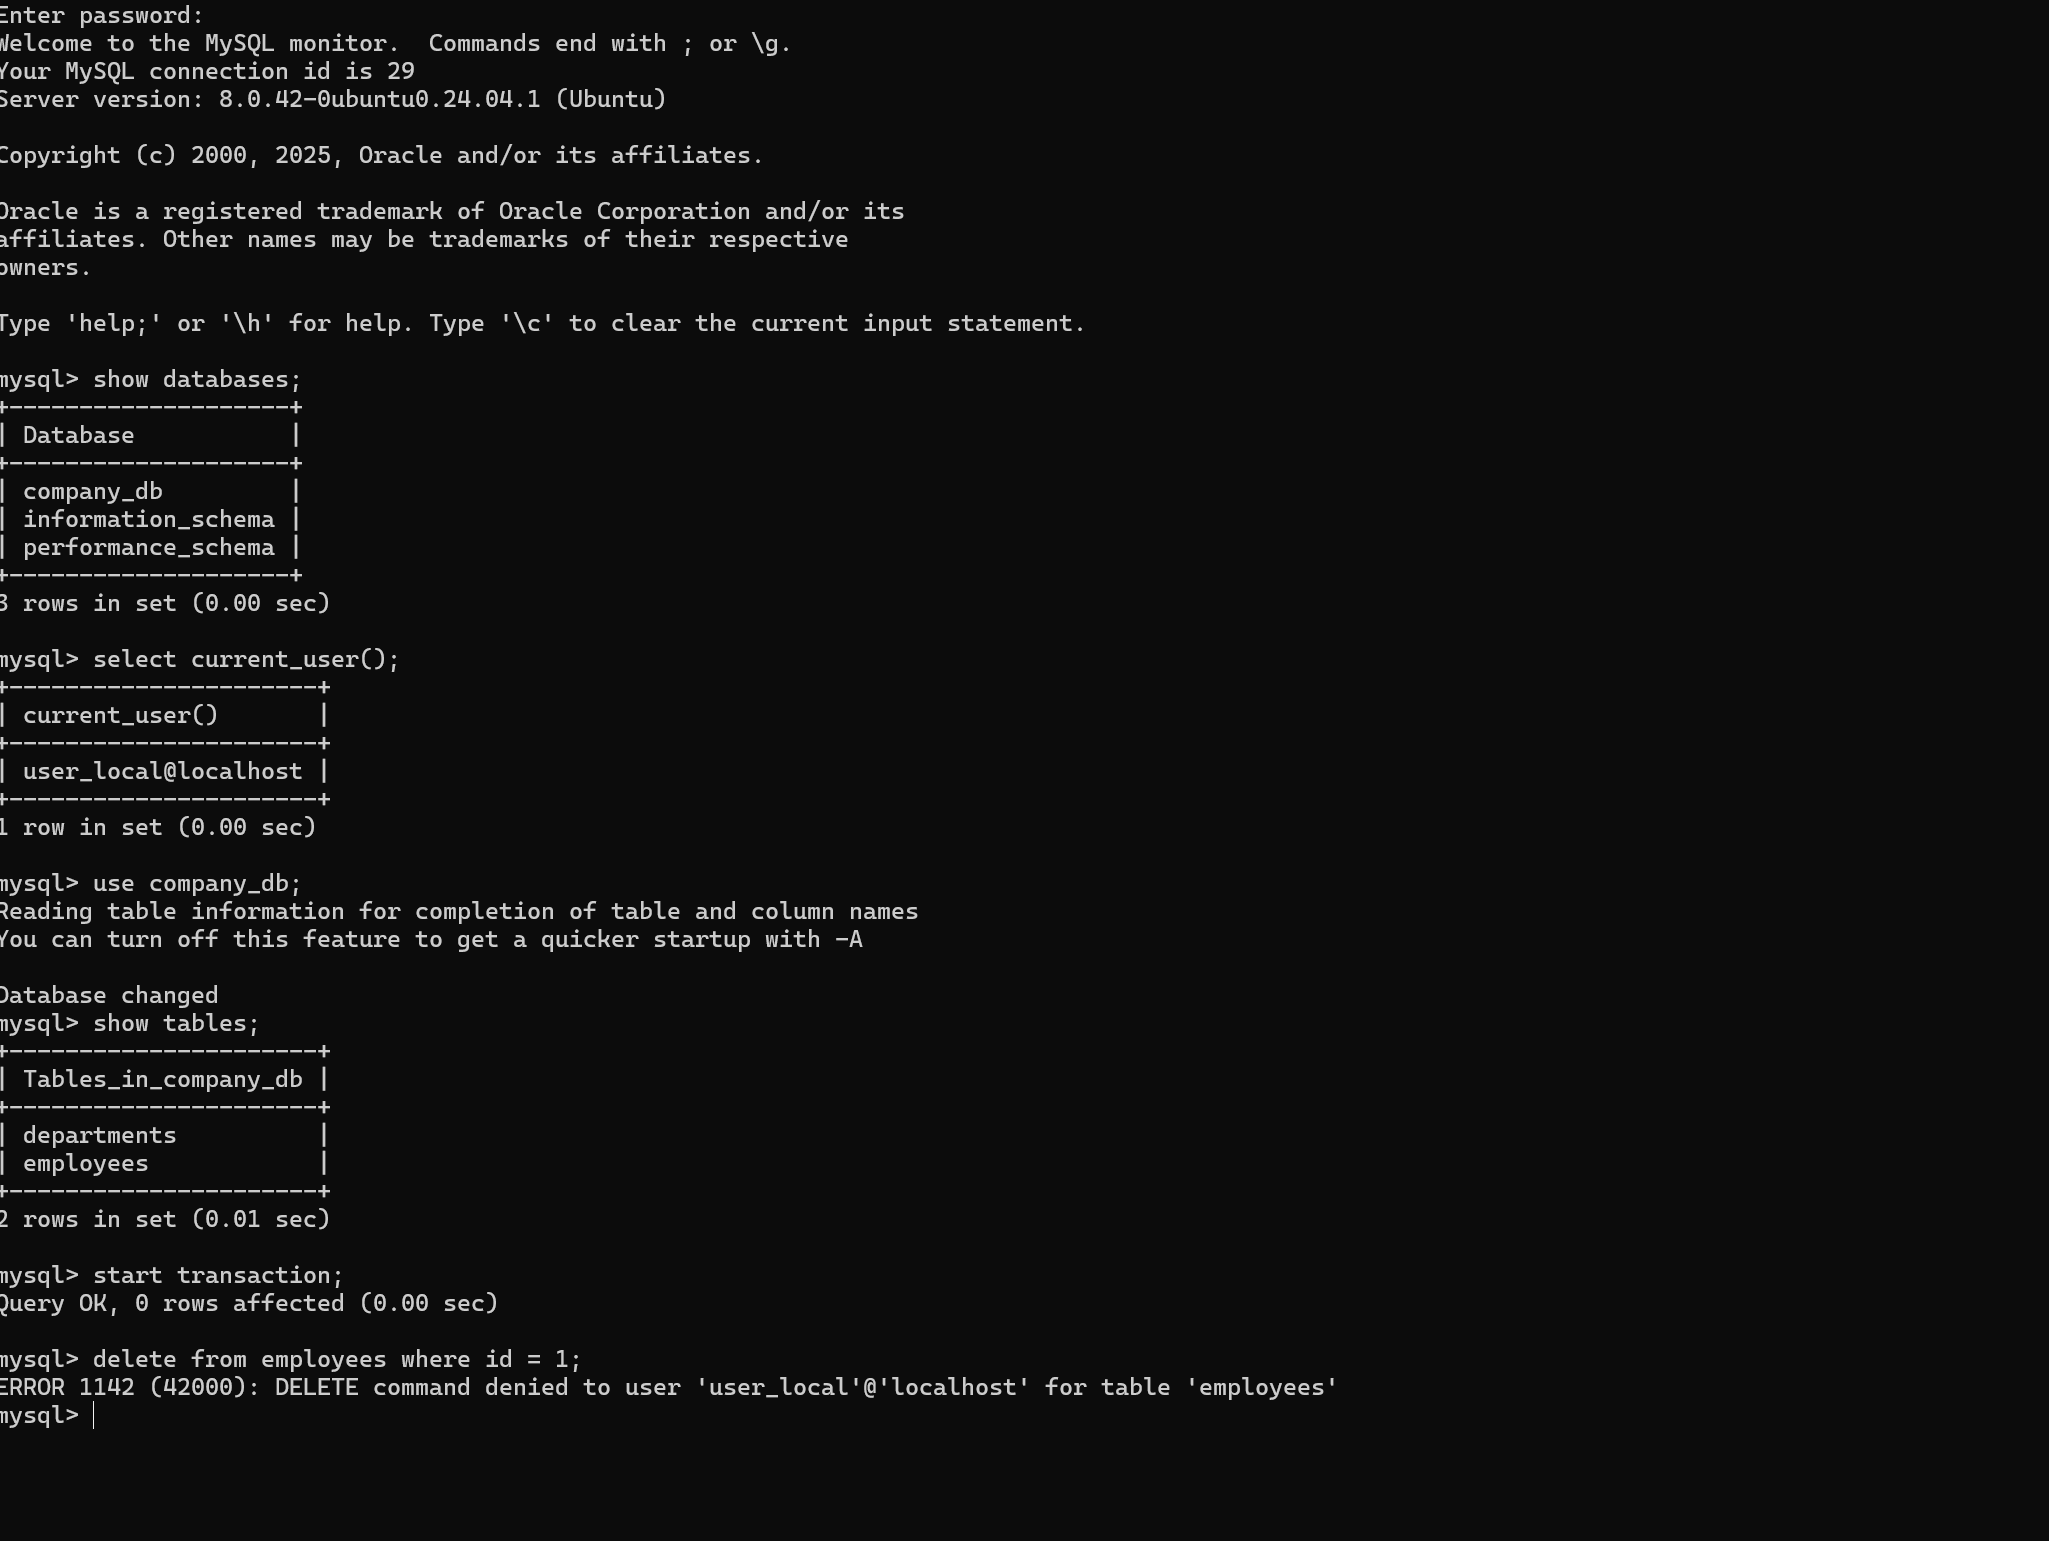 Enter password:
Welcome to the MySQL monitor.  Commands end with ; or \g.
Your MySQL connection id is 29
Server version: 8.0.42-0ubuntu0.24.04.1 (Ubuntu)

Copyright (c) 2000, 2025, Oracle and/or its affiliates.

Oracle is a registered trademark of Oracle Corporation and/or its
affiliates. Other names may be trademarks of their respective
owners.

Type 'help;' or '\h' for help. Type '\c' to clear the current input statement.

mysql> show databases;
+--------------------+
| Database           |
+--------------------+
| company_db         |
| information_schema |
| performance_schema |
+--------------------+
3 rows in set (0.00 sec)

mysql> select current_user();
+----------------------+
| current_user()       |
+----------------------+
| user_local@localhost |
+----------------------+
1 row in set (0.00 sec)

mysql> use company_db;
Reading table information for completion of table and column names
You can turn off this feature to get a quicker startup with -A

Database changed
mysql> show tables;
+----------------------+
| Tables_in_company_db |
+----------------------+
| departments          |
| employees            |
+----------------------+
2 rows in set (0.01 sec)

mysql> start transaction;
Query OK, 0 rows affected (0.00 sec)

mysql> delete from employees where id = 1;
ERROR 1142 (42000): DELETE command denied to user 'user_local'@'localhost' for table 'employees'
mysql>